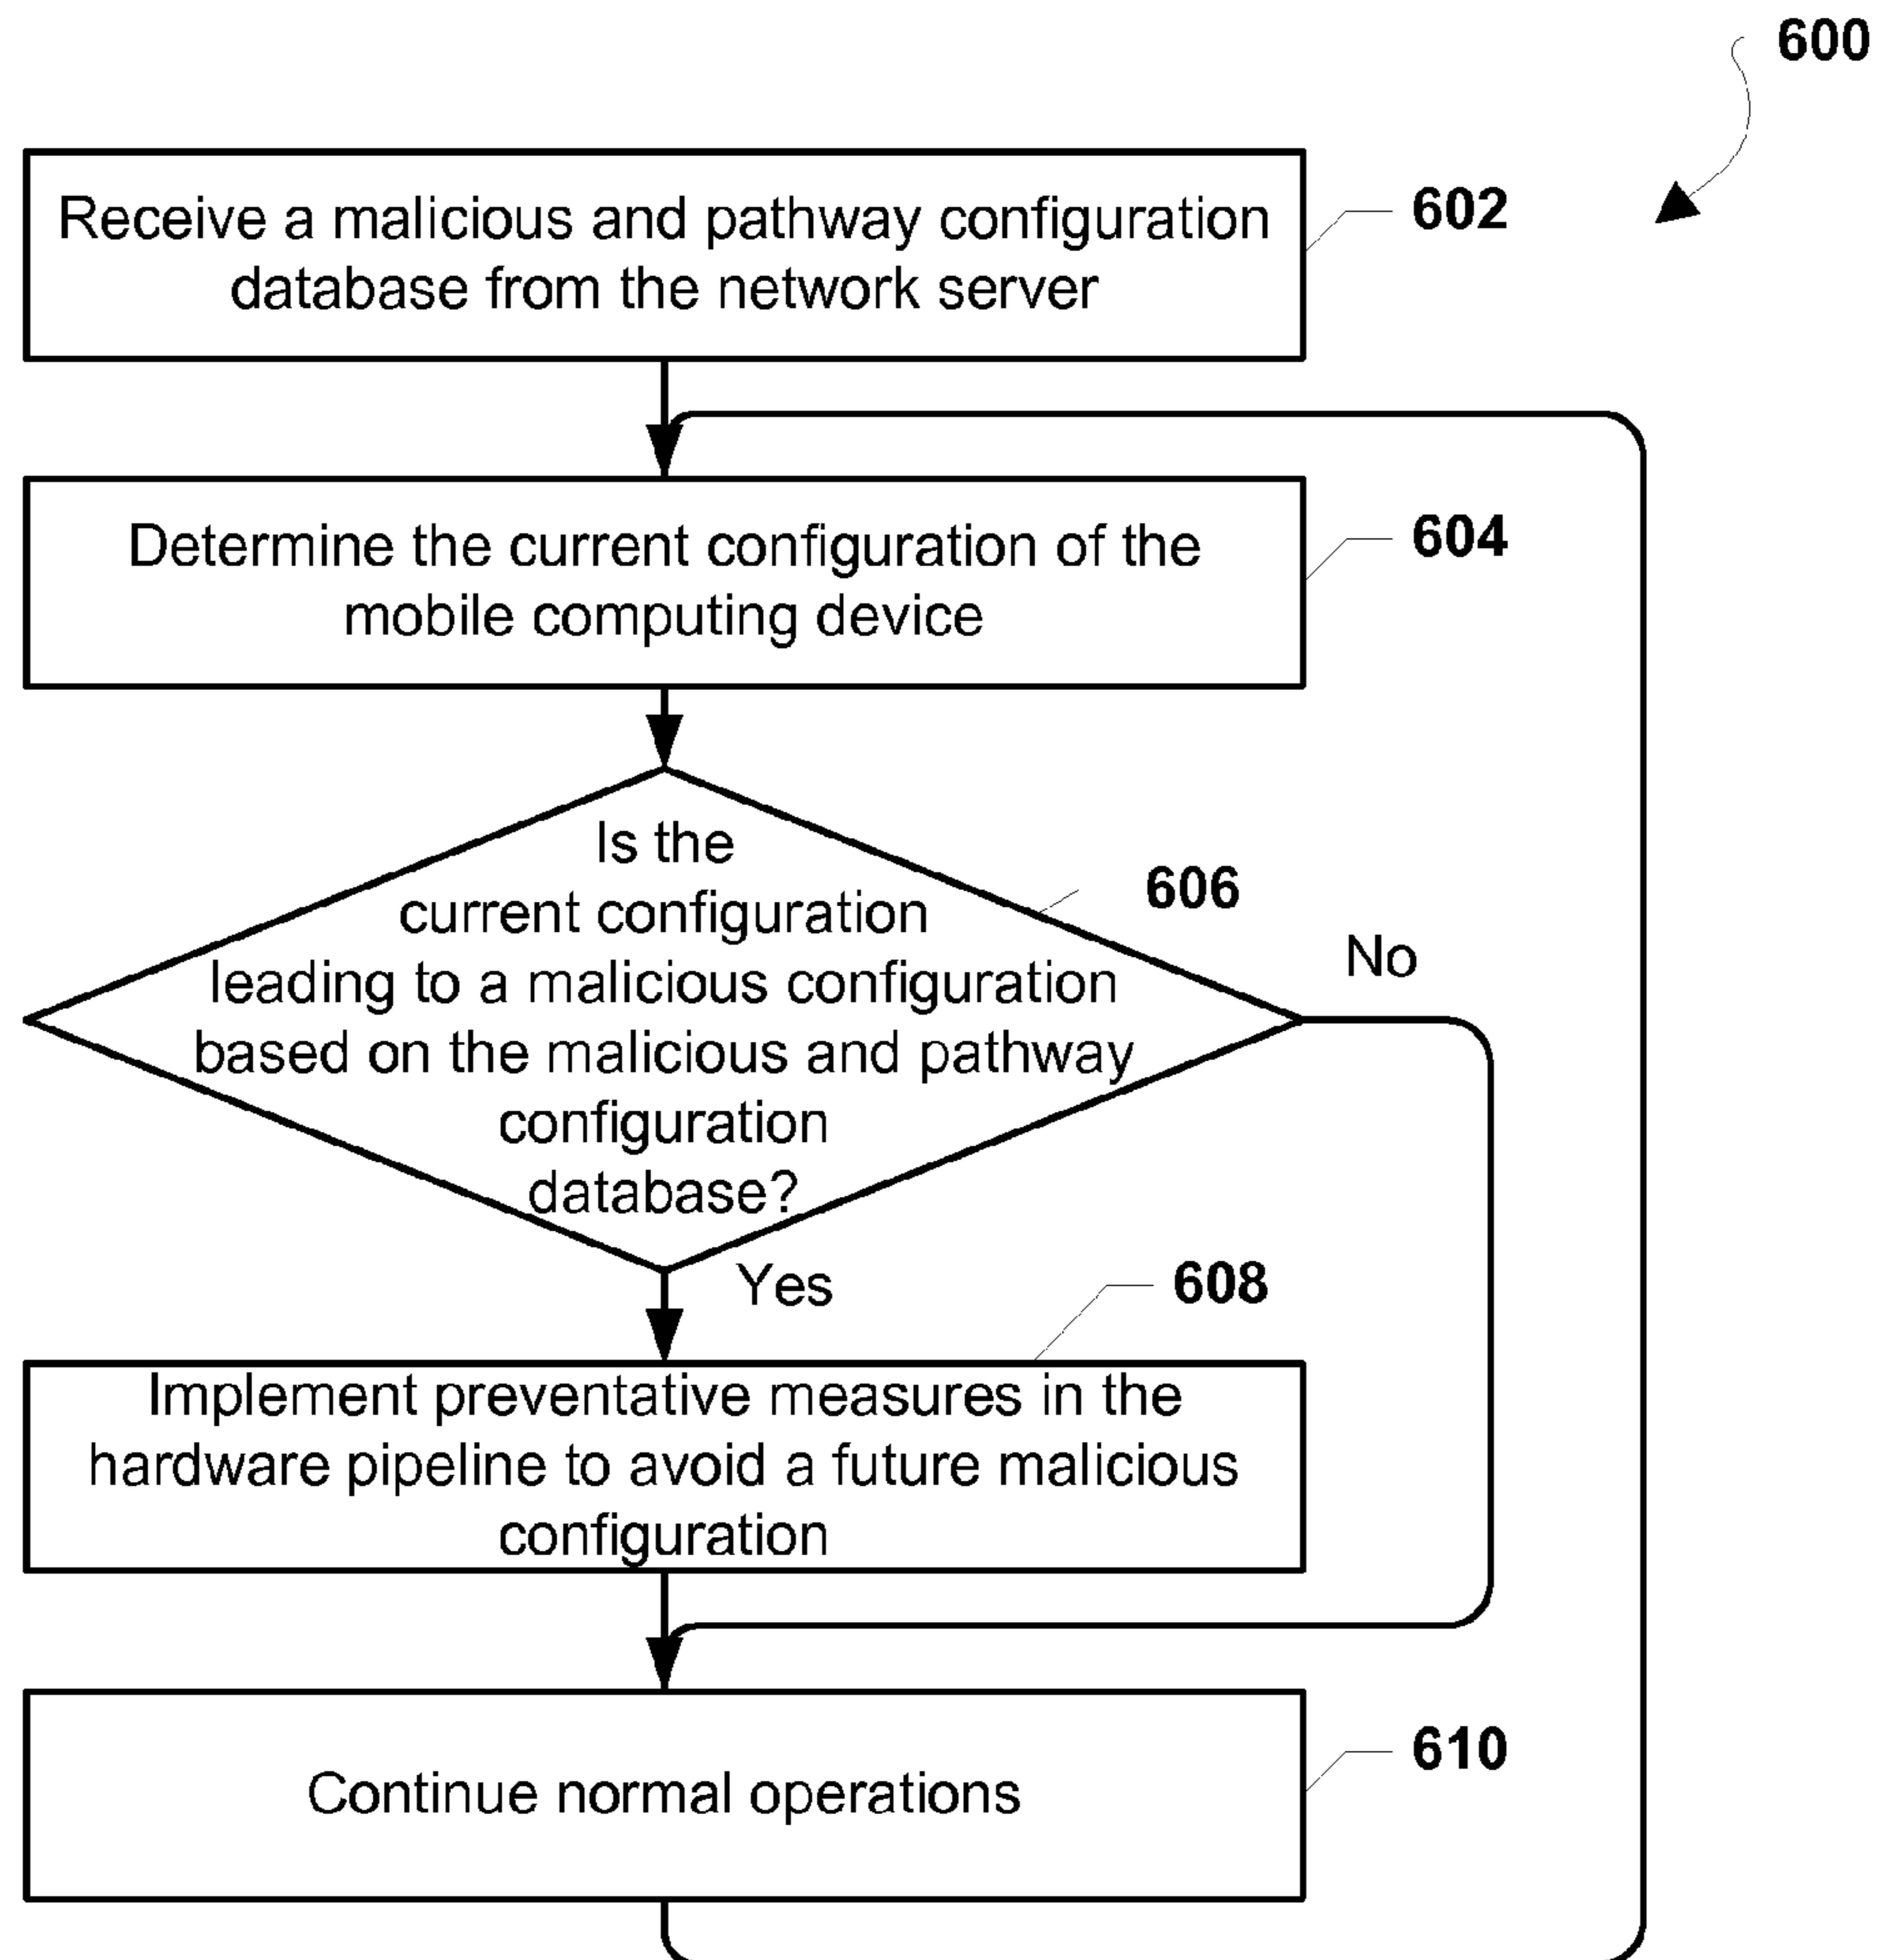 600
Receive a malicious and pathway configuration
database from the network server
602
Determine the current configuration of the
mobile computing device
604
Is the
current configuration
leading to a malicious configuration
based on the malicious and pathway
configuration
database?
606
No
Yes
608
Implement preventative measures in the
hardware pipeline to avoid a future malicious
configuration
Continue normal operations
610